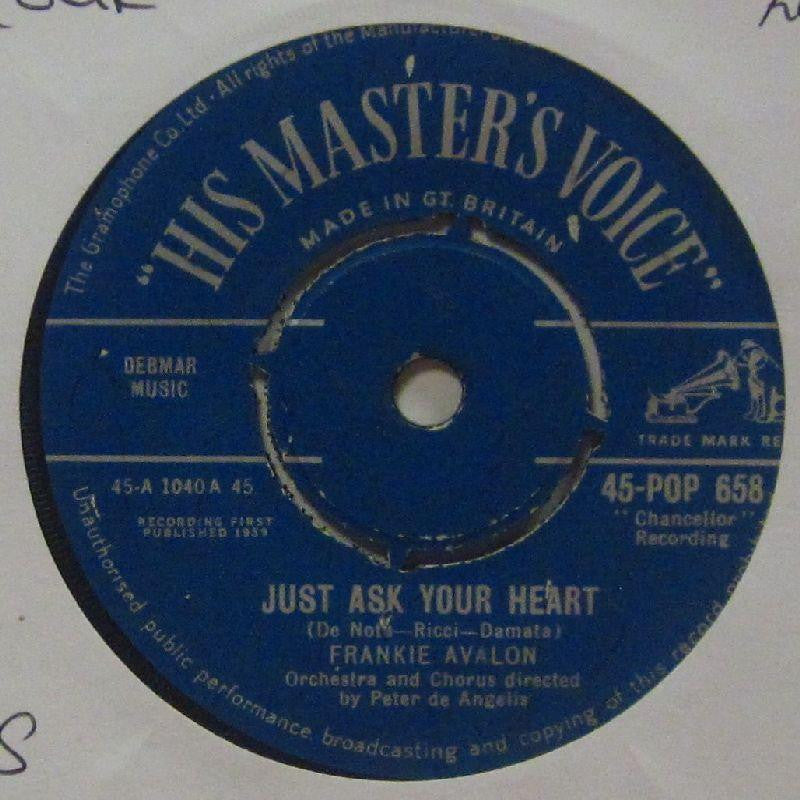 The Gramophone Co. Ltd. · All rights of the Manufacturer
"HIS MASTER'S VOICE"
MADE IN GT. BRITAIN
DEBMAR
MUSIC
TRADE MARK RE
45-A 1040 A 45
RECORDING FIRST
PUBLISHED 1959
45-POP 658
"Chancellor"
Recording
JUST ASK YOUR HEART
(De Nota—Ricci—Damata)
FRANKIE AVALON
Orchestra and Chorus directed
by Peter de Angelis
Unauthorised public performance broadcasting and copying of this record
S